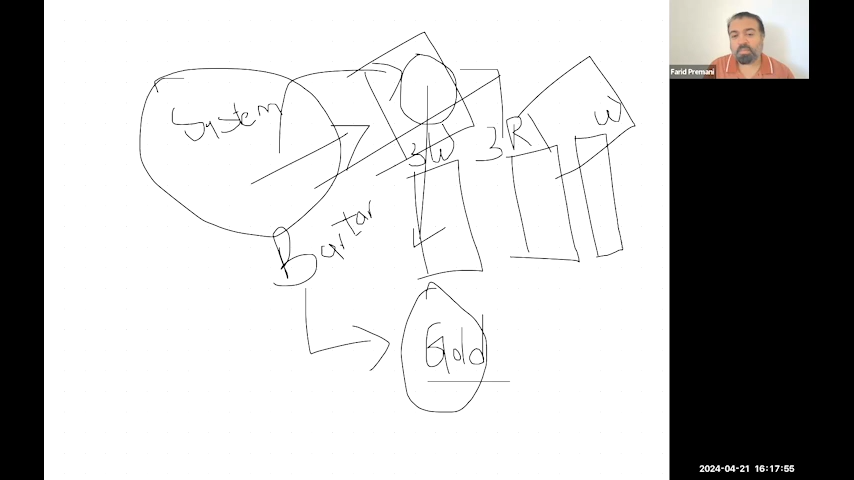 System
3W 3R W
Bartar
Gold
Farid Premani
2024-04-21 16:17:55